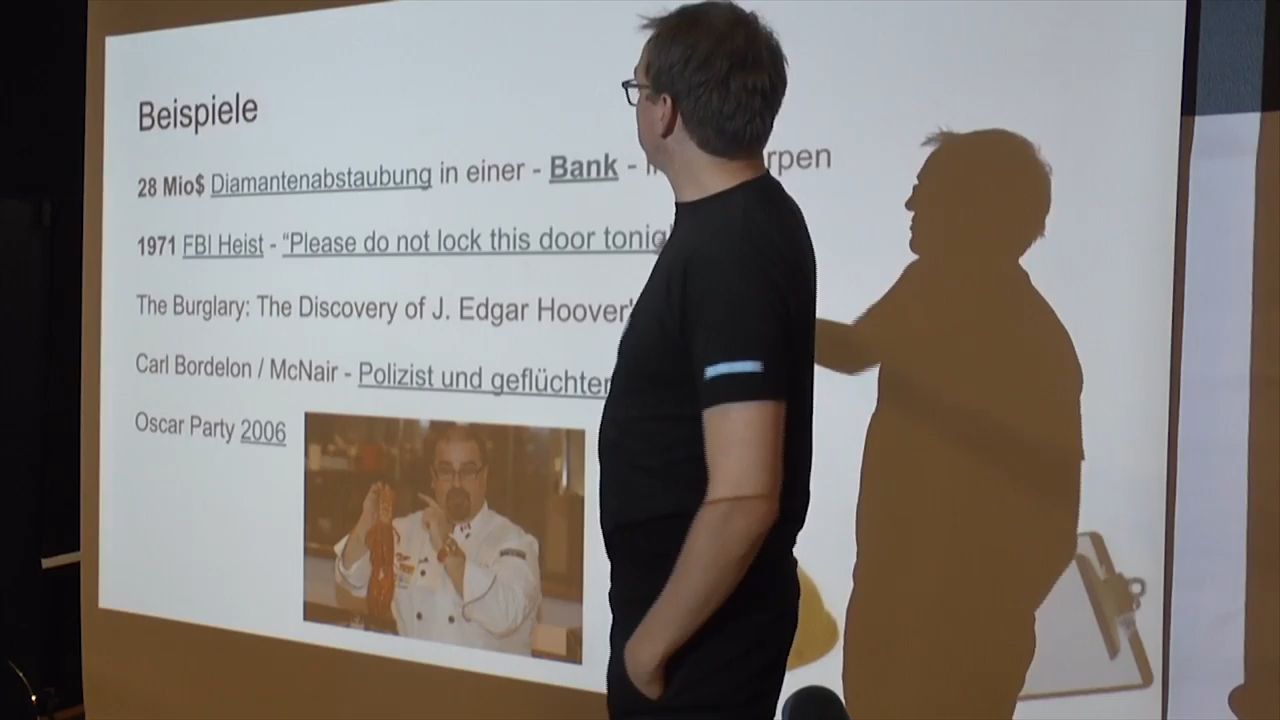 Beispiele
28 Mio$ Diamantenabstaubung in einer - Bank - rpen
1971 FBI Heist - “Please do not lock this door tonig
The Burglary: The Discovery of J. Edgar Hoover'
Carl Bordelon / McNair - Polizist und geflüchter
Oscar Party 2006